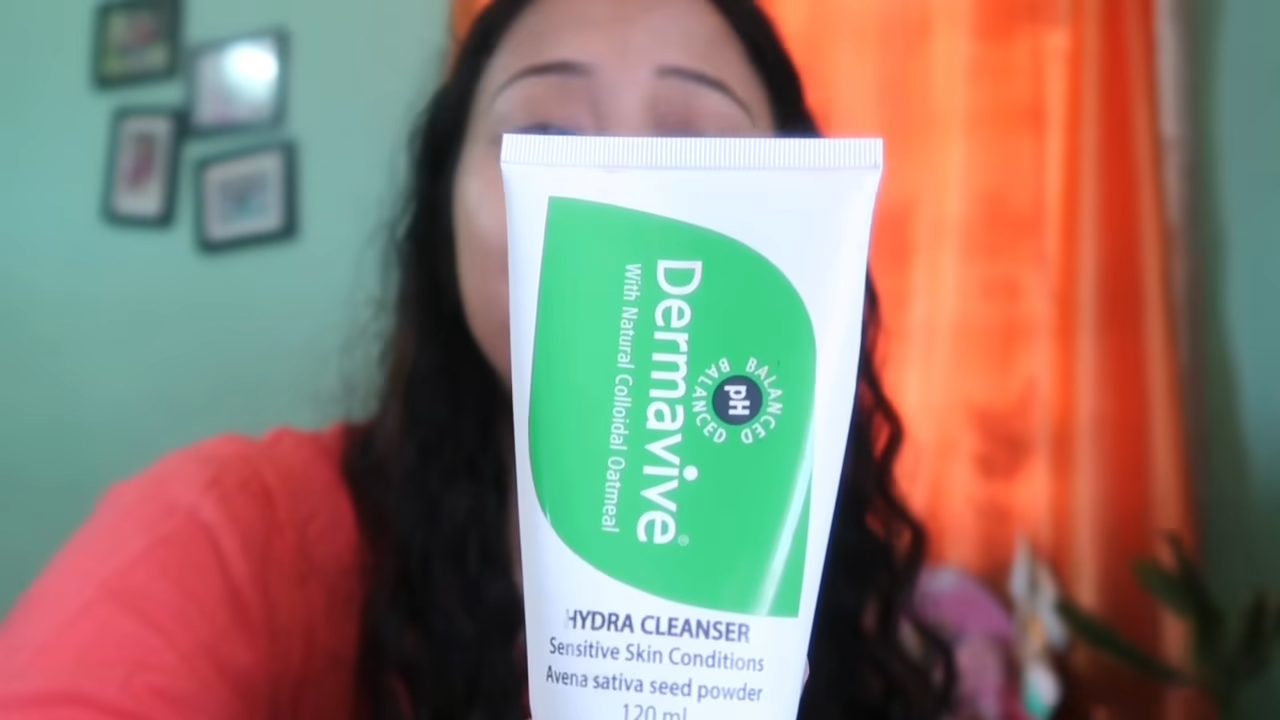 Dermavive®
With Natural Colloidal Oatmeal
BALANCED
pH
BALANCED
HYDRA CLEANSER
Sensitive Skin Conditions
Avena sativa seed powder
120 ml